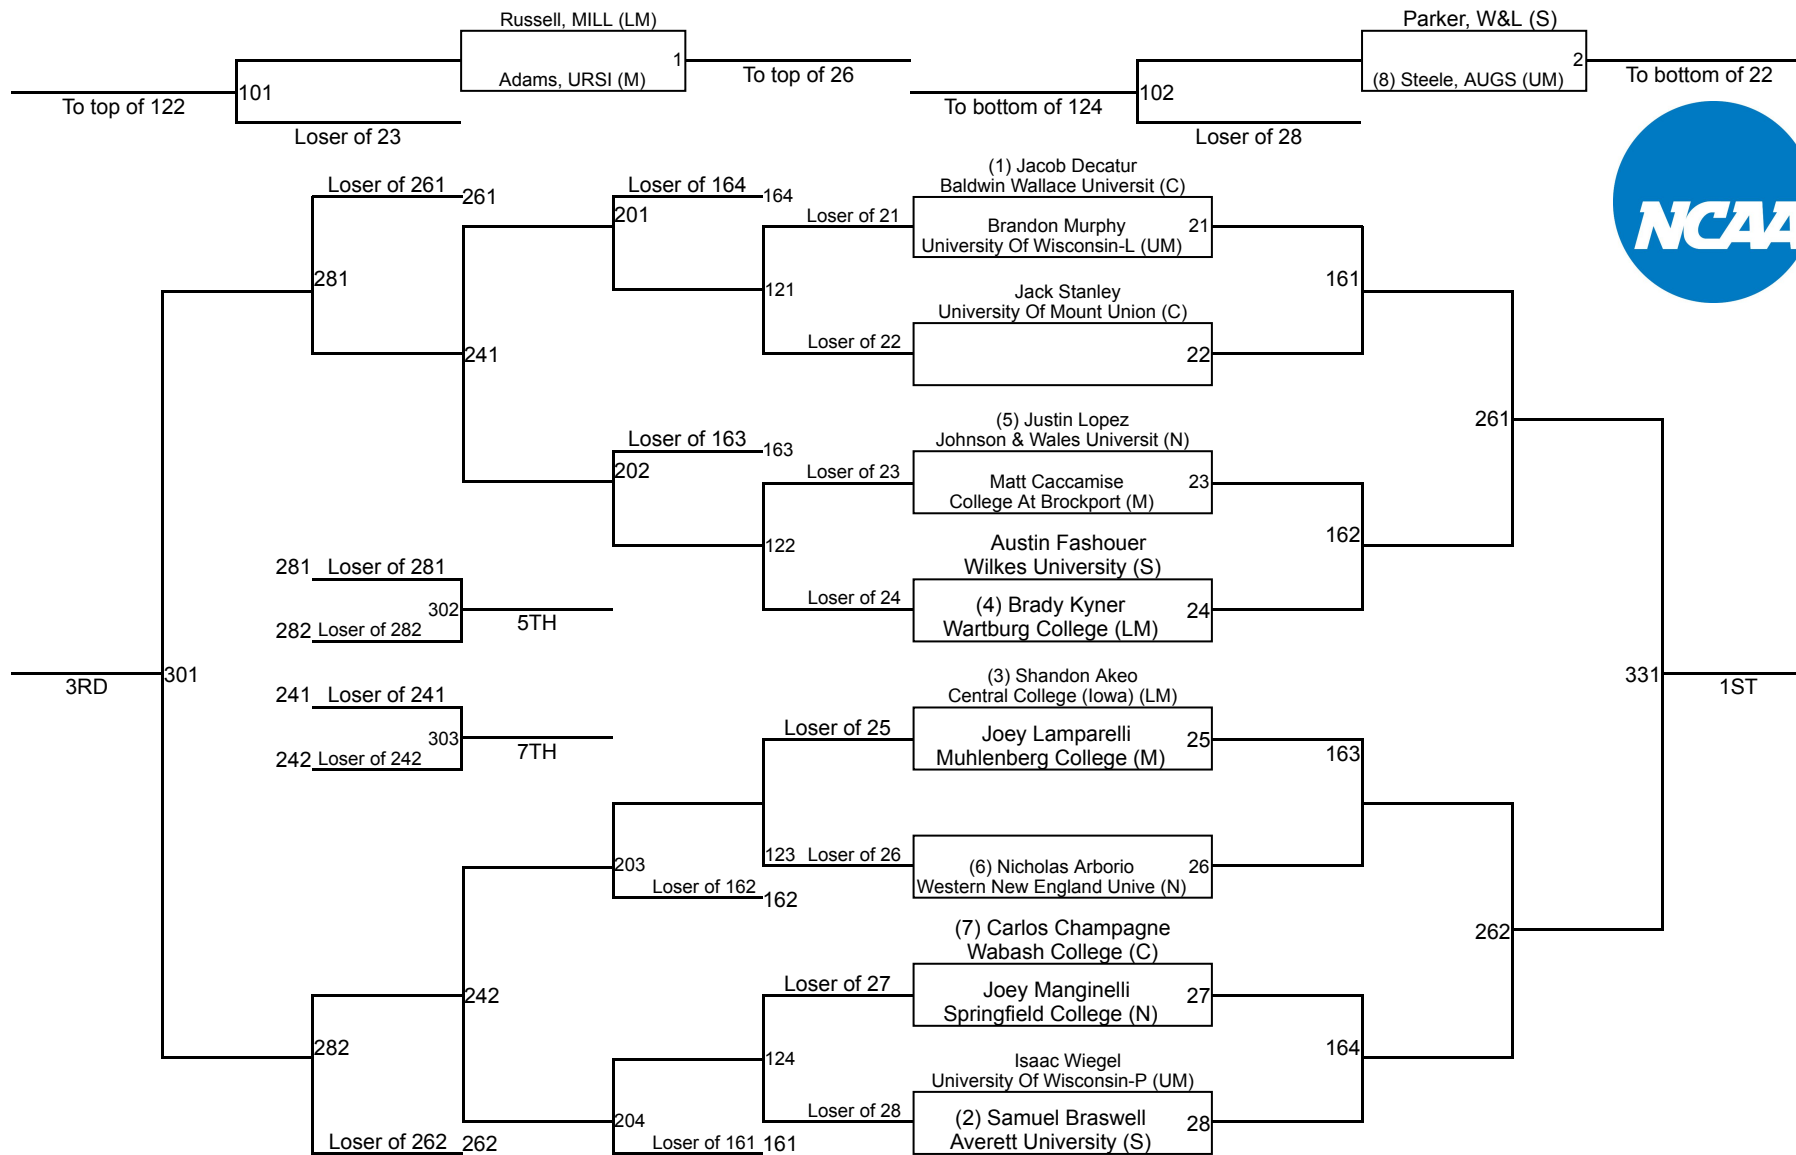 Russell, MILL (LM)
1
Adams, URSI (M)
To top of 26
101
To top of 122
Loser of 23
Parker, W&L (S)
2
(8) Steele, AUGS (UM)
To bottom of 22
102
To bottom of 124
Loser of 28
NCAA
Loser of 261
261
Loser of 164
164
201
281
241
Loser of 21
121
Loser of 22
(1) Jacob Decatur
Baldwin Wallace Universit (C)
Brandon Murphy
21
University Of Wisconsin-L (UM)
161
Jack Stanley
University Of Mount Union (C)
22
261
Loser of 163
163
202
Loser of 23
122
Loser of 24
(5) Justin Lopez
Johnson & Wales Universit (N)
Matt Caccamise
23
College At Brockport (M)
162
Austin Fashouer
Wilkes University (S)
(4) Brady Kyner
24
Wartburg College (LM)
281
Loser of 281
302
5TH
282
Loser of 282
3RD
301
241
Loser of 241
303
7TH
242
Loser of 242
331
1ST
(3) Shandon Akeo
Central College (Iowa) (LM)
Loser of 25
Joey Lamparelli
25
Muhlenberg College (M)
163
123
Loser of 26
(6) Nicholas Arborio
26
Western New England Unive (N)
203
Loser of 162
162
262
(7) Carlos Champagne
Wabash College (C)
Loser of 27
Joey Manginelli
27
Springfield College (N)
242
282
124
164
Isaac Wiegel
University Of Wisconsin-P (UM)
Loser of 28
(2) Samuel Braswell
28
Averett University (S)
204
Loser of 161
161
Loser of 262
262